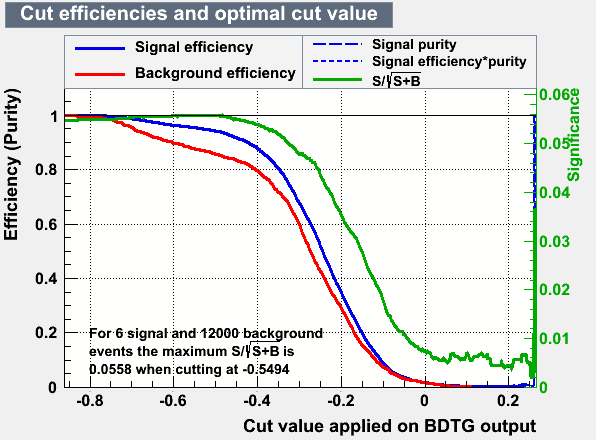 Cut efficiencies and optimal cut value
Signal efficiency
Background efficiency
Signal purity
Signal efficiency*purity
S/√S+B
Efficiency (Purity)
1
0.8
0.6
0.4
0.2
0
0.06
0.05
0.04
0.03
0.02
0.01
0
Significance
For 6 signal and 12000 background
events the maximum S/√S+B is
0.0558 when cutting at -0.5494
-0.8 -0.6 -0.4 -0.2 0 0.2
Cut value applied on BDTG output